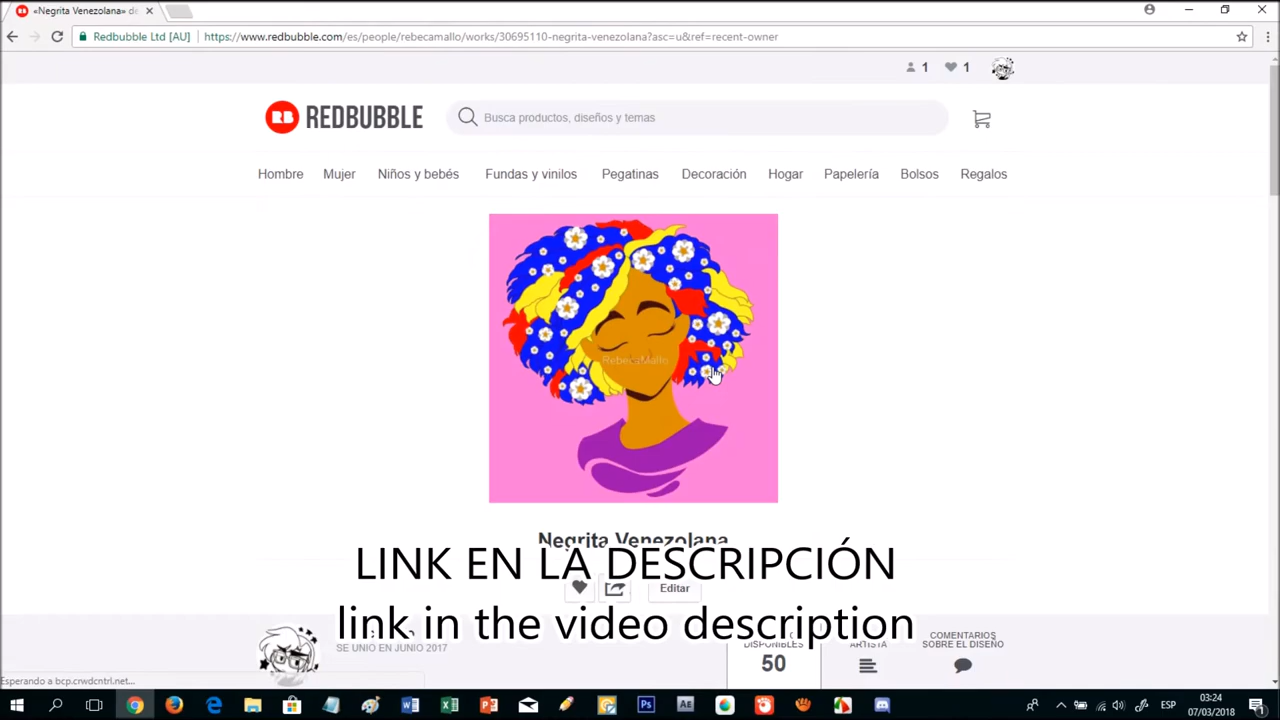 «Negrita Venezolana» de
Redbubble Ltd [AU]
https://www.redbubble.com/es/people/rebecamallo/works/30695110-negrita-venezolana?asc=u&ref=recent-owner
1
1
RB REDBUBBLE
Busca productos, diseños y temas
Hombre Mujer Niños y bebés Fundas y vinilos Pegatinas Decoración Hogar Papelería Bolsos Regalos
RebecaMallo
Negrita Venezolana
LINK EN LA DESCRIPCIÓN
Editar
link in the video description
SE UNIÓ EN JUNIO 2017
DISPONIBLES
50
ARTISTA
COMENTARIOS
SOBRE EL DISEÑO
Esperando a bcp.crwdcntrl.net...
ESP
03:24
07/03/2018